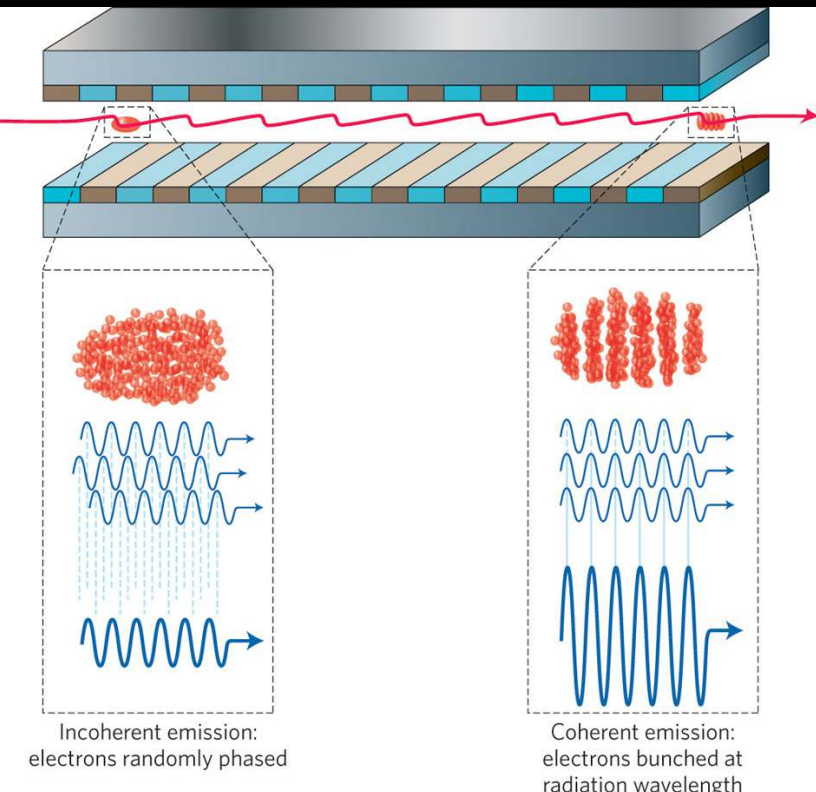 Incoherent emission:
electrons randomly phased
Coherent emission:
electrons bunched at
radiation wavelength